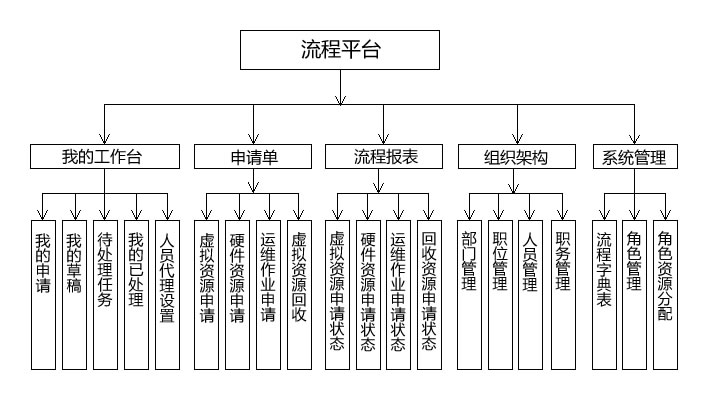 流程平台
我的工作台
申请单
流程报表
组织架构
系统管理
我的申请
我的草稿
待处理任务
我的已处理
人员代理设置
虚拟资源申请
硬件资源申请
运维作业申请
虚拟资源回收
虚拟资源申请状态
硬件资源申请状态
运维作业申请状态
回收资源申请状态
部门管理
职位管理
人员管理
职务管理
流程字典表
角色管理
角色资源分配